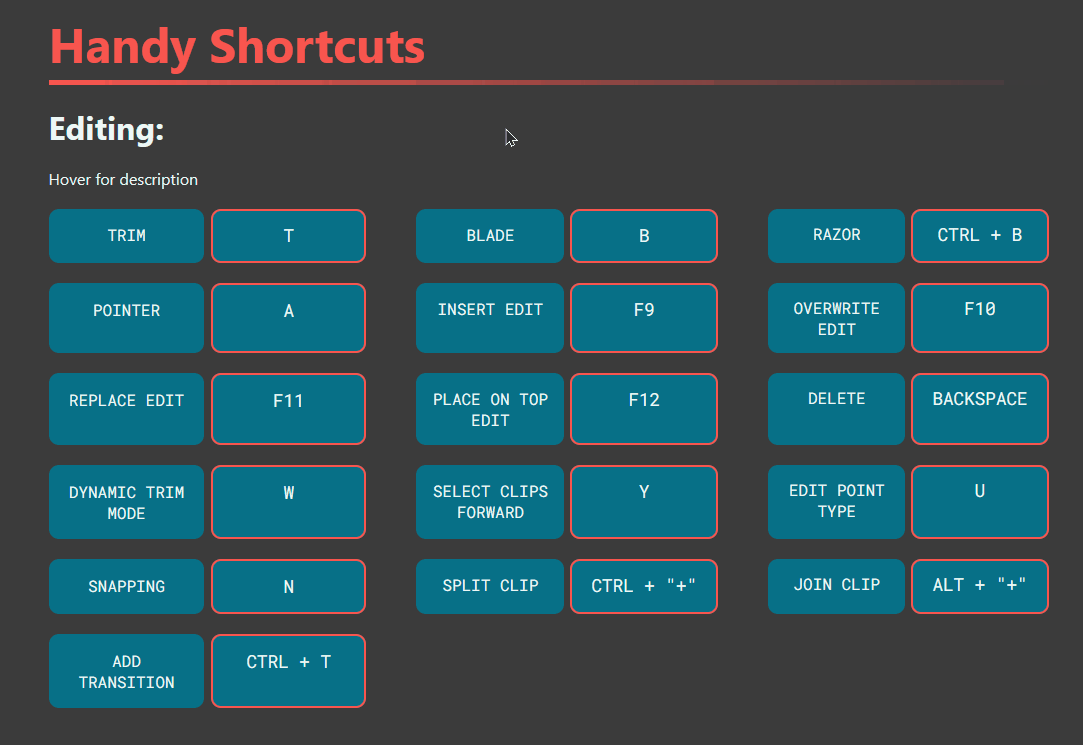 Handy Shortcuts
Editing:
Hover for description
TRIM T BLADE B RAZOR CTRL + B
POINTER A INSERT EDIT F9 OVERWRITE EDIT F10
REPLACE EDIT F11 PLACE ON TOP EDIT F12 DELETE BACKSPACE
DYNAMIC TRIM MODE W SELECT CLIPS FORWARD Y EDIT POINT TYPE U
SNAPPING N SPLIT CLIP CTRL + "+" JOIN CLIP ALT + "+"
ADD TRANSITION CTRL + T